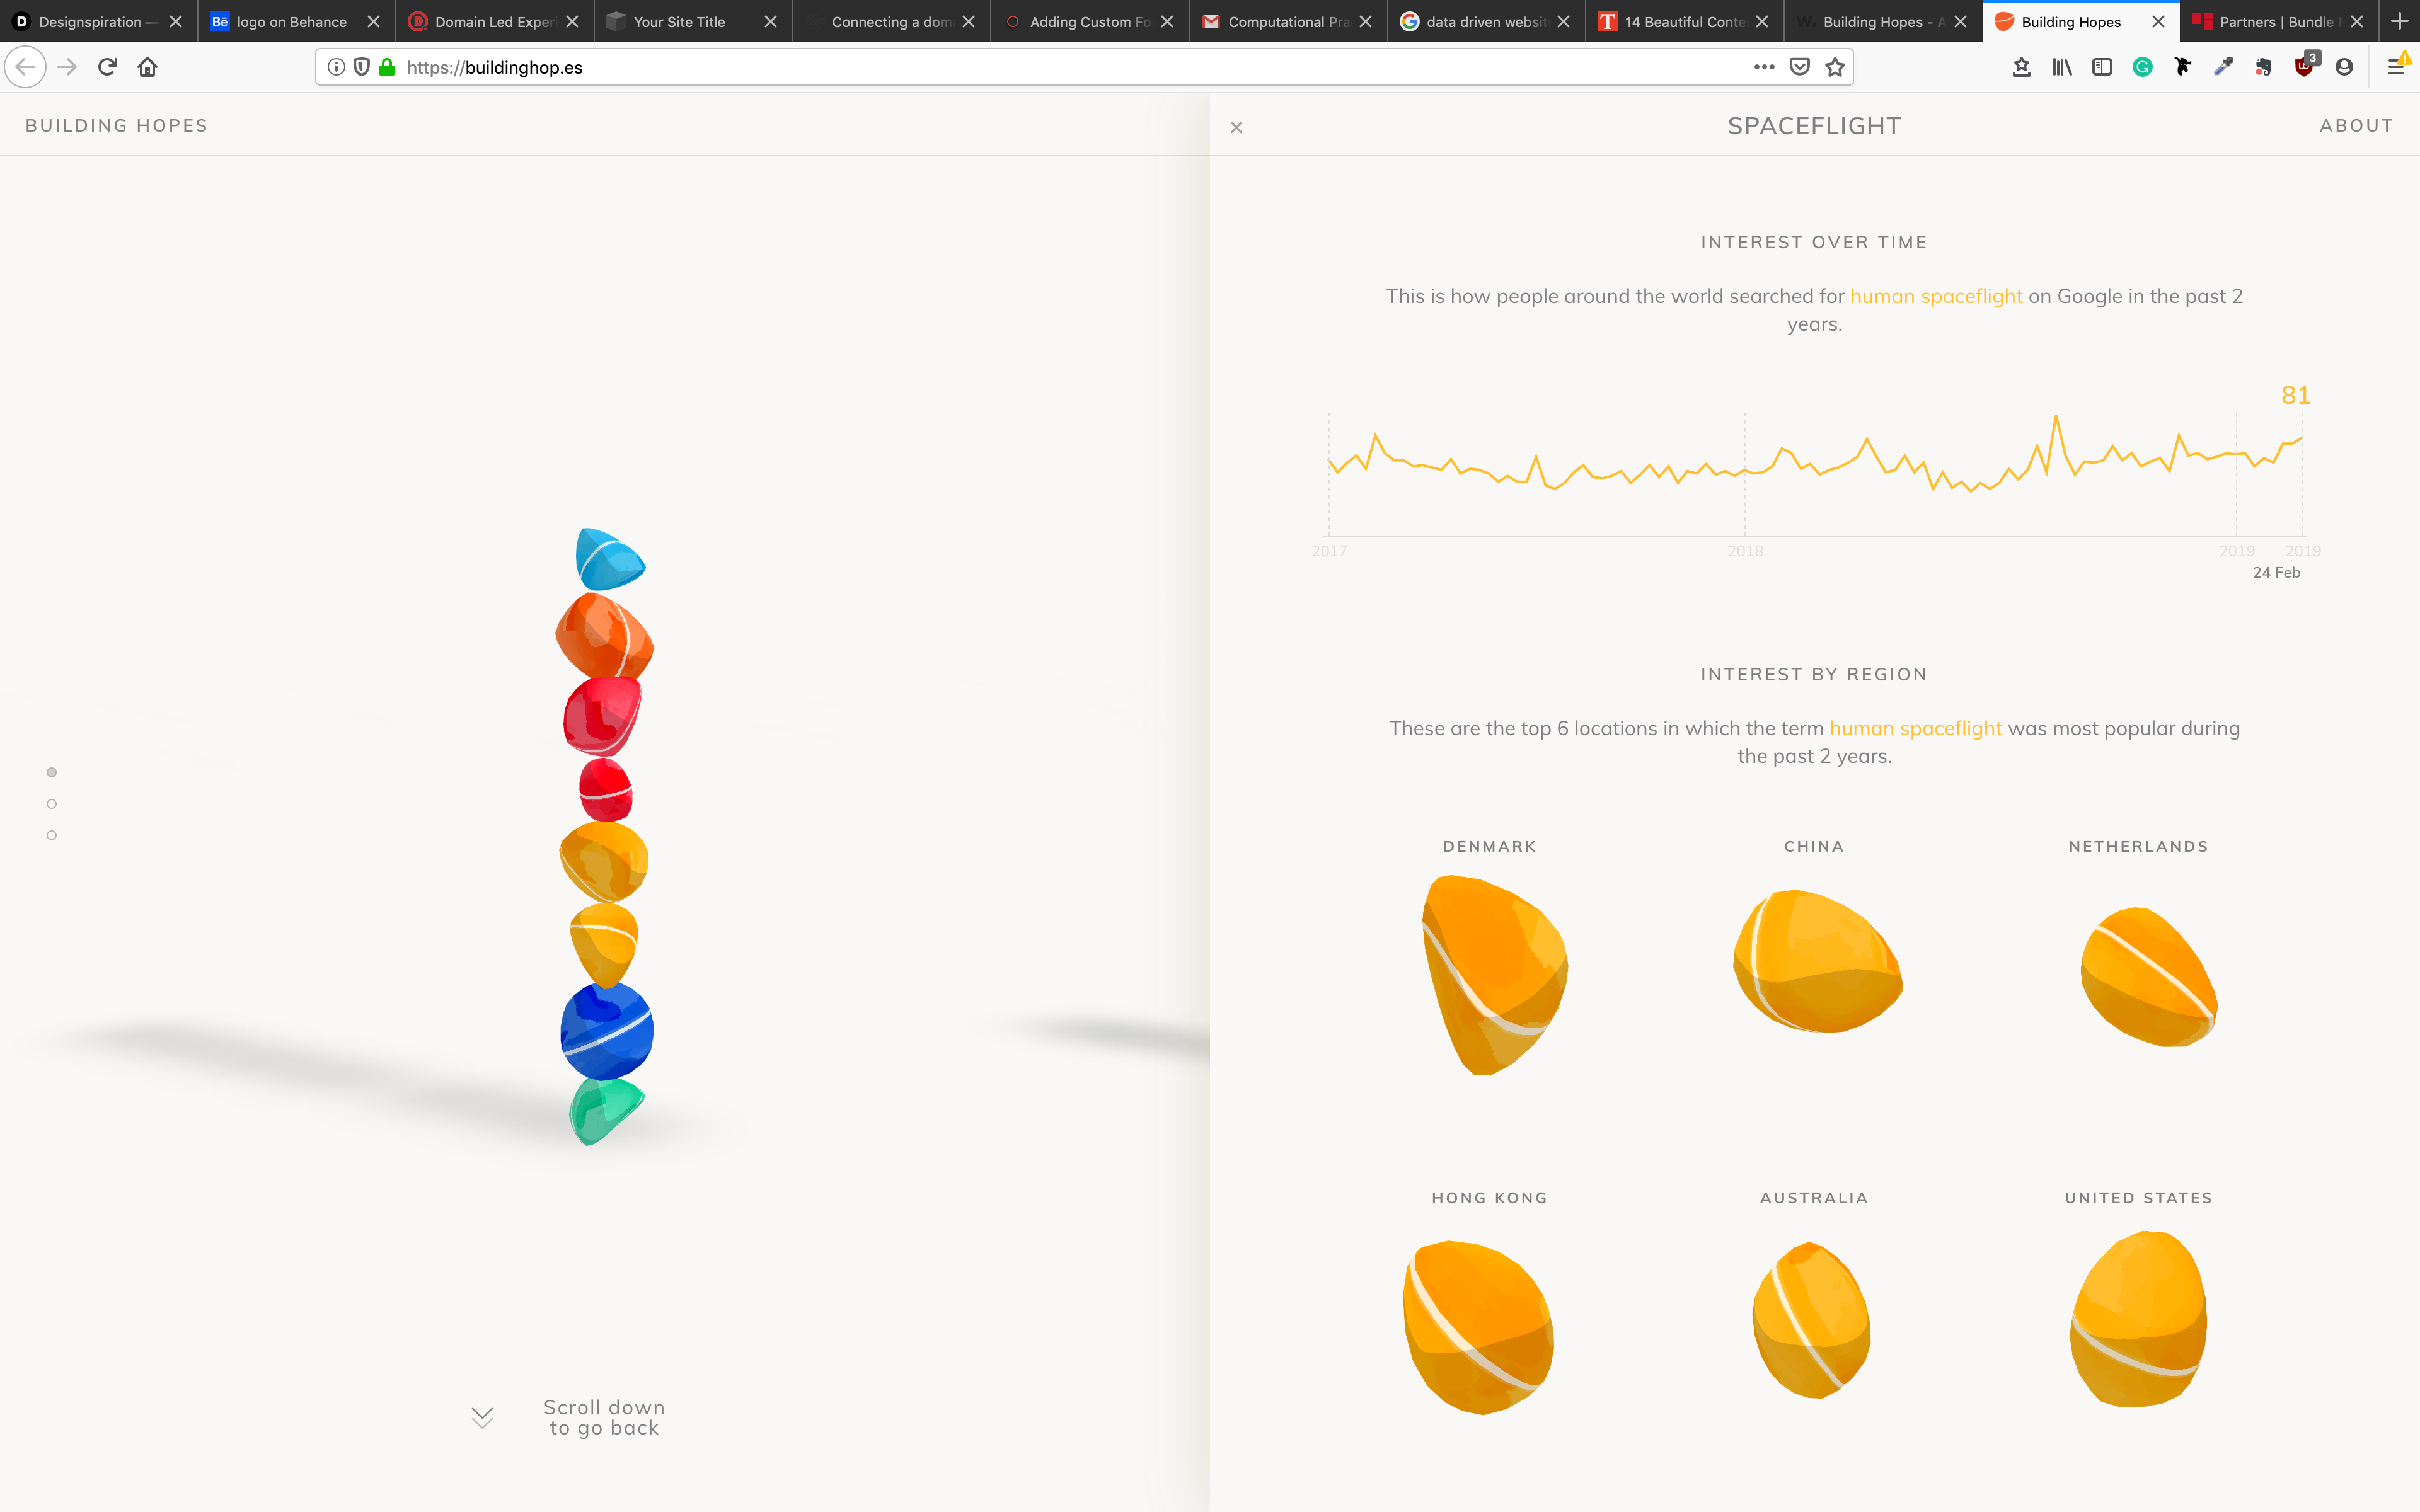 Designspiration —
Bē logo on Behance
Domain Led Exper
Your Site Title
Connecting a dom
Adding Custom Fo
Computational Pra
data driven websit
14 Beautiful Conte
W. Building Hopes - A
Building Hopes
Partners | Bundle
https://buildinghop.es
3
BUILDING HOPES
SPACEFLIGHT
ABOUT
INTEREST OVER TIME
This is how people around the world searched for human spaceflight on Google in the past 2
years.
81
2017
2018
2019
2019
24 Feb
INTEREST BY REGION
These are the top 6 locations in which the term human spaceflight was most popular during
the past 2 years.
DENMARK
CHINA
NETHERLANDS
HONG KONG
AUSTRALIA
UNITED STATES
Scroll down
to go back